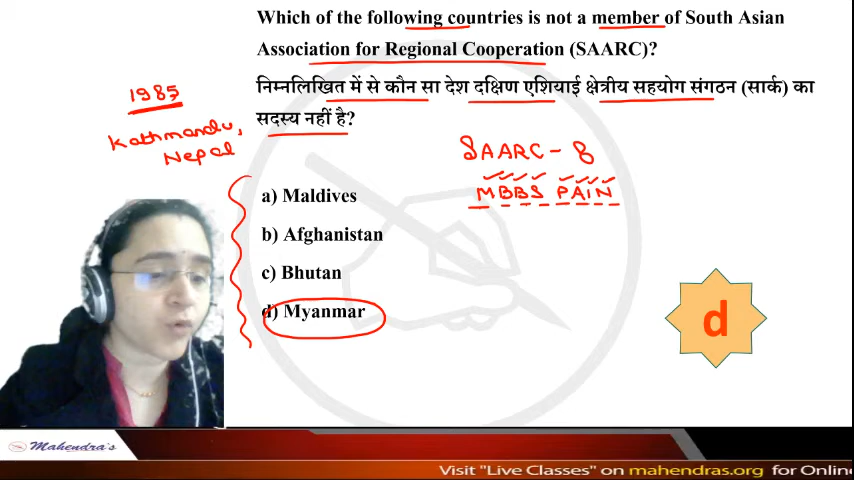 Which of the following countries is not a member of South Asian
Association for Regional Cooperation (SAARC)?
निम्नलिखित में से कौन सा देश दक्षिण एशियाई क्षेत्रीय सहयोग संगठन (सार्क) का
सदस्य नहीं है?
1985
Kathmandu,
Nepal
SAARC - 8
MBBS PAIN
a) Maldives
b) Afghanistan
c) Bhutan
d) Myanmar
d
Mahendra's
Visit "Live Classes" on mahendras.org for Online